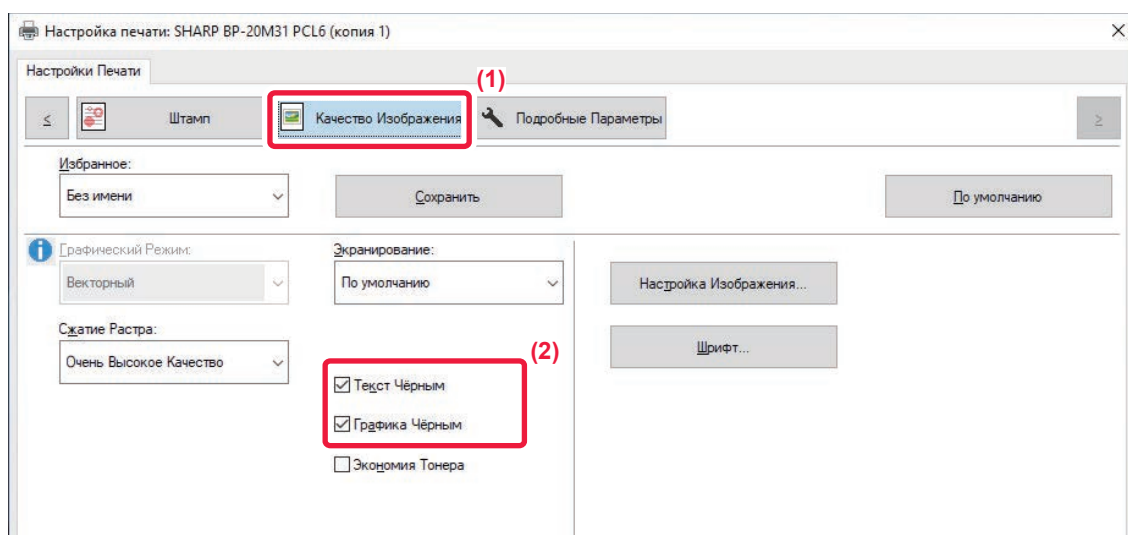 Настройка печати: SHARP BP-20M31 PCL6 (копия 1)
Настройки Печати
(1)
≤ Штамп Качество Изображения Подробные Параметры ≥
Избранное:
Без имени Сохранить По умолчанию
Графический Режим: Экранирование:
Векторный По умолчанию Настройка Изображения...
Сжатие Растра: Шрифт...
Очень Высокое Качество (2)
Текст Чёрным
Графика Чёрным
Экономия Тонера